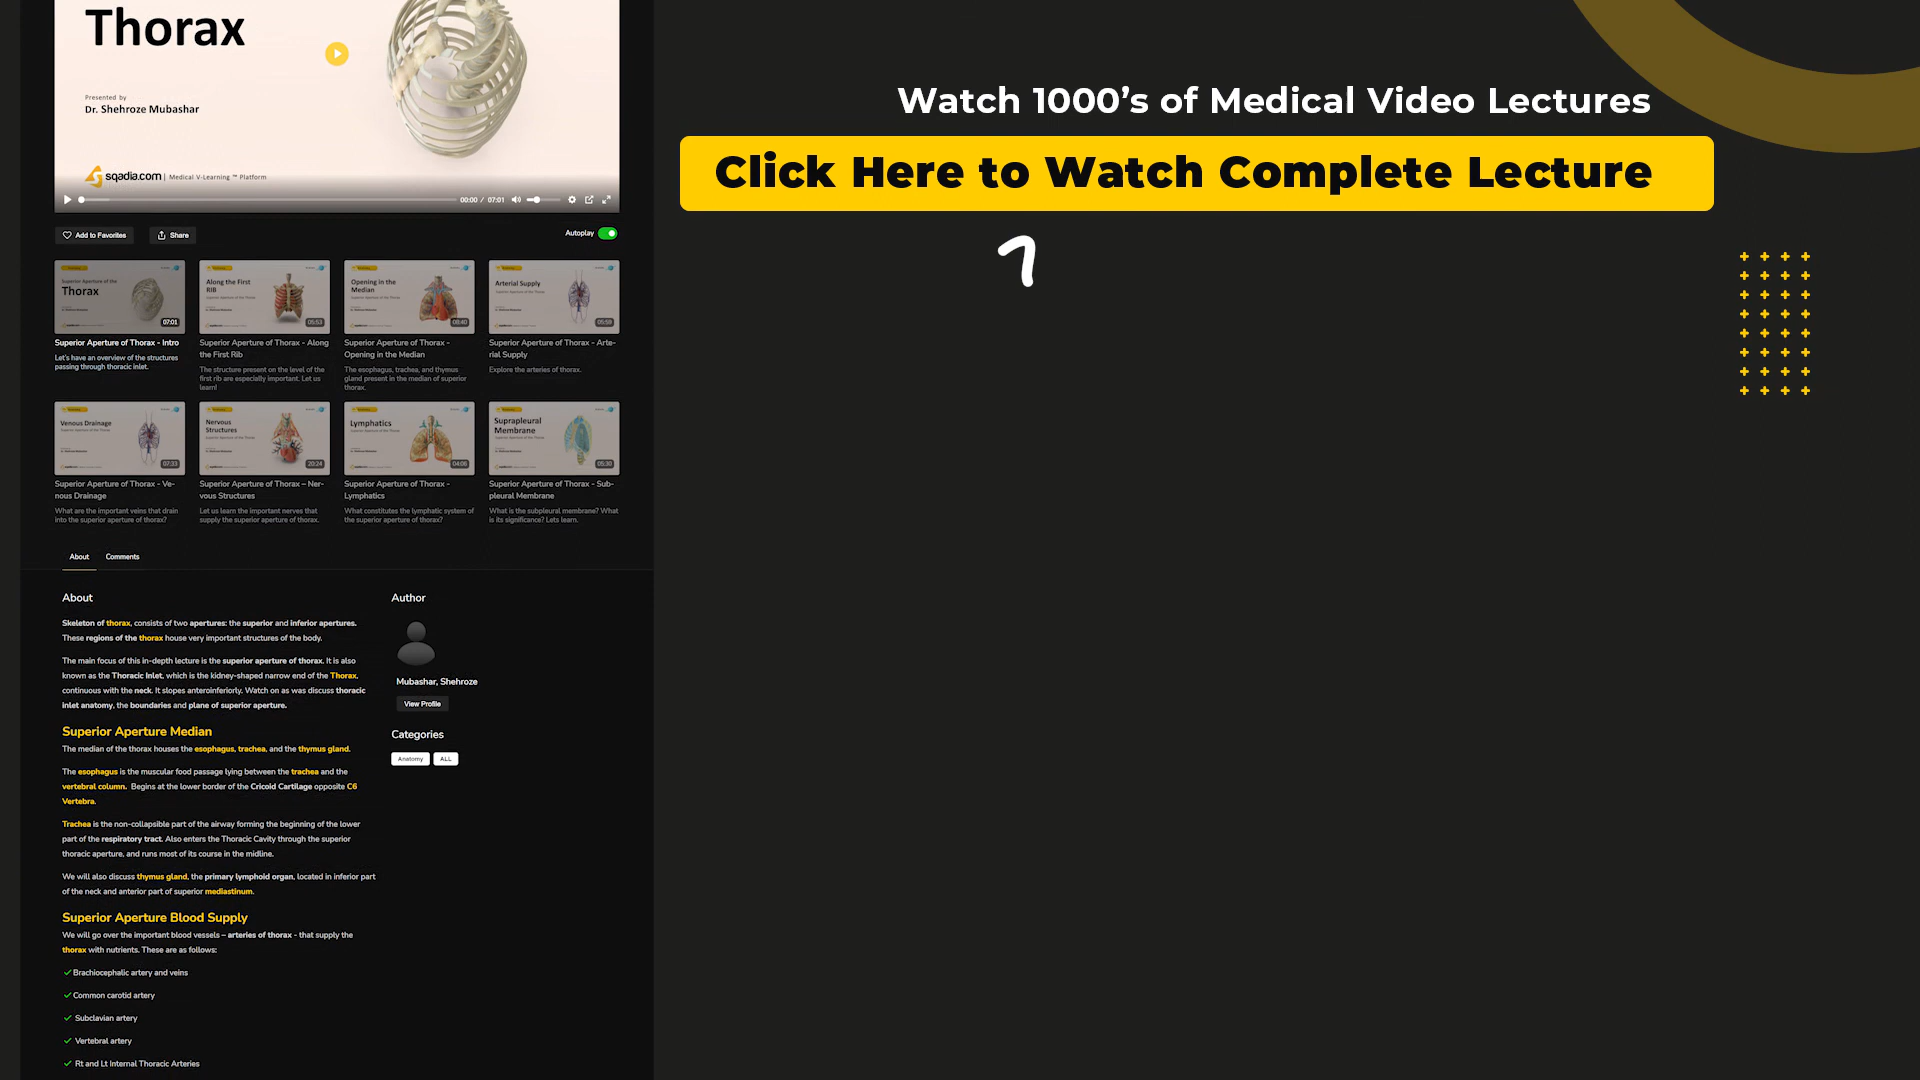 Thorax
Presented by
Dr. Shehroze Mubashar
sqadia.com | Medical V-Learning ™ Platform
00:00 / 07:01
Add to Favorites
Share
Autoplay
Superior Aperture of the
Thorax
07:01
Along the First
RIB
05:53
Opening in the
Median
08:40
Arterial Supply
05:59
Superior Aperture of Thorax - Intro
Let's have an overview of the structures
passing through thoracic inlet.
Superior Aperture of Thorax - Along
the First Rib
The structure present on the level of the
first rib are especially important. Let us
learn!
Superior Aperture of Thorax -
Opening in the Median
The esophagus, trachea, and thymus
gland present in the median of superior
thorax.
Superior Aperture of Thorax - Arte-
rial Supply
Explore the arteries of thorax.
Venous Drainage
07:33
Nervous
Structures
20:24
Lymphatics
04:08
Suprapleural
Membrane
05:30
Superior Aperture of Thorax - Ve-
nous Drainage
What are the important veins that drain
into the superior aperture of thorax?
Superior Aperture of Thorax – Ner-
vous Structures
Let us learn the important nerves that
supply the superior aperture of thorax.
Superior Aperture of Thorax -
Lymphatics
What constitutes the lymphatic system of
the superior aperture of thorax?
Superior Aperture of Thorax - Sub-
pleural Membrane
What is the subpleural membrane? What
is its significance? Lets learn.
About
Comments
About
Skeleton of thorax, consists of two apertures: the superior and inferior apertures.
These regions of the thorax house very important structures of the body.
The main focus of this in-depth lecture is the superior aperture of thorax. It is also
known as the Thoracic Inlet, which is the kidney-shaped narrow end of the Thorax,
continuous with the neck. It slopes anteroinferiorly. Watch on as was discuss thoracic
inlet anatomy, the boundaries and plane of superior aperture.
Superior Aperture Median
The median of the thorax houses the esophagus, trachea, and the thymus gland.
The esophagus is the muscular food passage lying between the trachea and the
vertebral column. Begins at the lower border of the Cricoid Cartilage opposite C6
Vertebra.
Trachea is the non-collapsible part of the airway forming the beginning of the lower
part of the respiratory tract. Also enters the Thoracic Cavity through the superior
thoracic aperture, and runs most of its course in the midline.
We will also discuss thymus gland, the primary lymphoid organ, located in inferior part
of the neck and anterior part of superior mediastinum.
Superior Aperture Blood Supply
We will go over the important blood vessels – arteries of thorax - that supply the
thorax with nutrients. These are as follows:
Brachiocephalic artery and veins
Common carotid artery
Subclavian artery
Vertebral artery
Rt and Lt Internal Thoracic Arteries
Author
Mubashar, Shehroze
View Profile
Categories
Anatomy
ALL
Watch 1000's of Medical Video Lectures
Click Here to Watch Complete Lecture